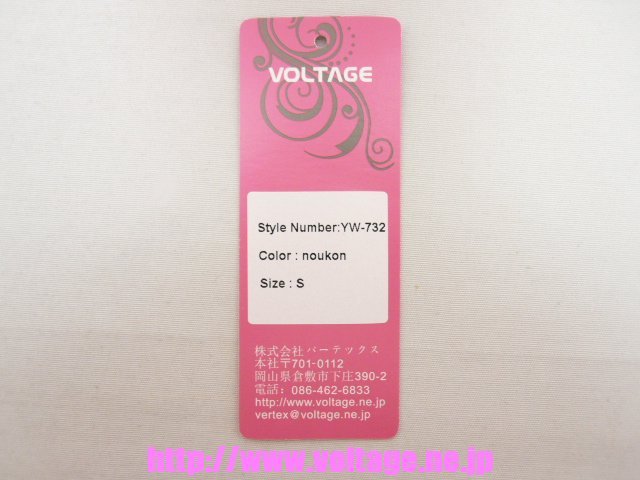 VOLTAGE
Style Number:YW-732
Color : noukon
Size : S
株式会社バーテックス
本社〒701-0112
岡山県倉敷市下庄390-2
電話： 086-462-6833
http://www.voltage.ne.jp
vertex@voltage.ne.jp
http://www.voltage.ne.jp